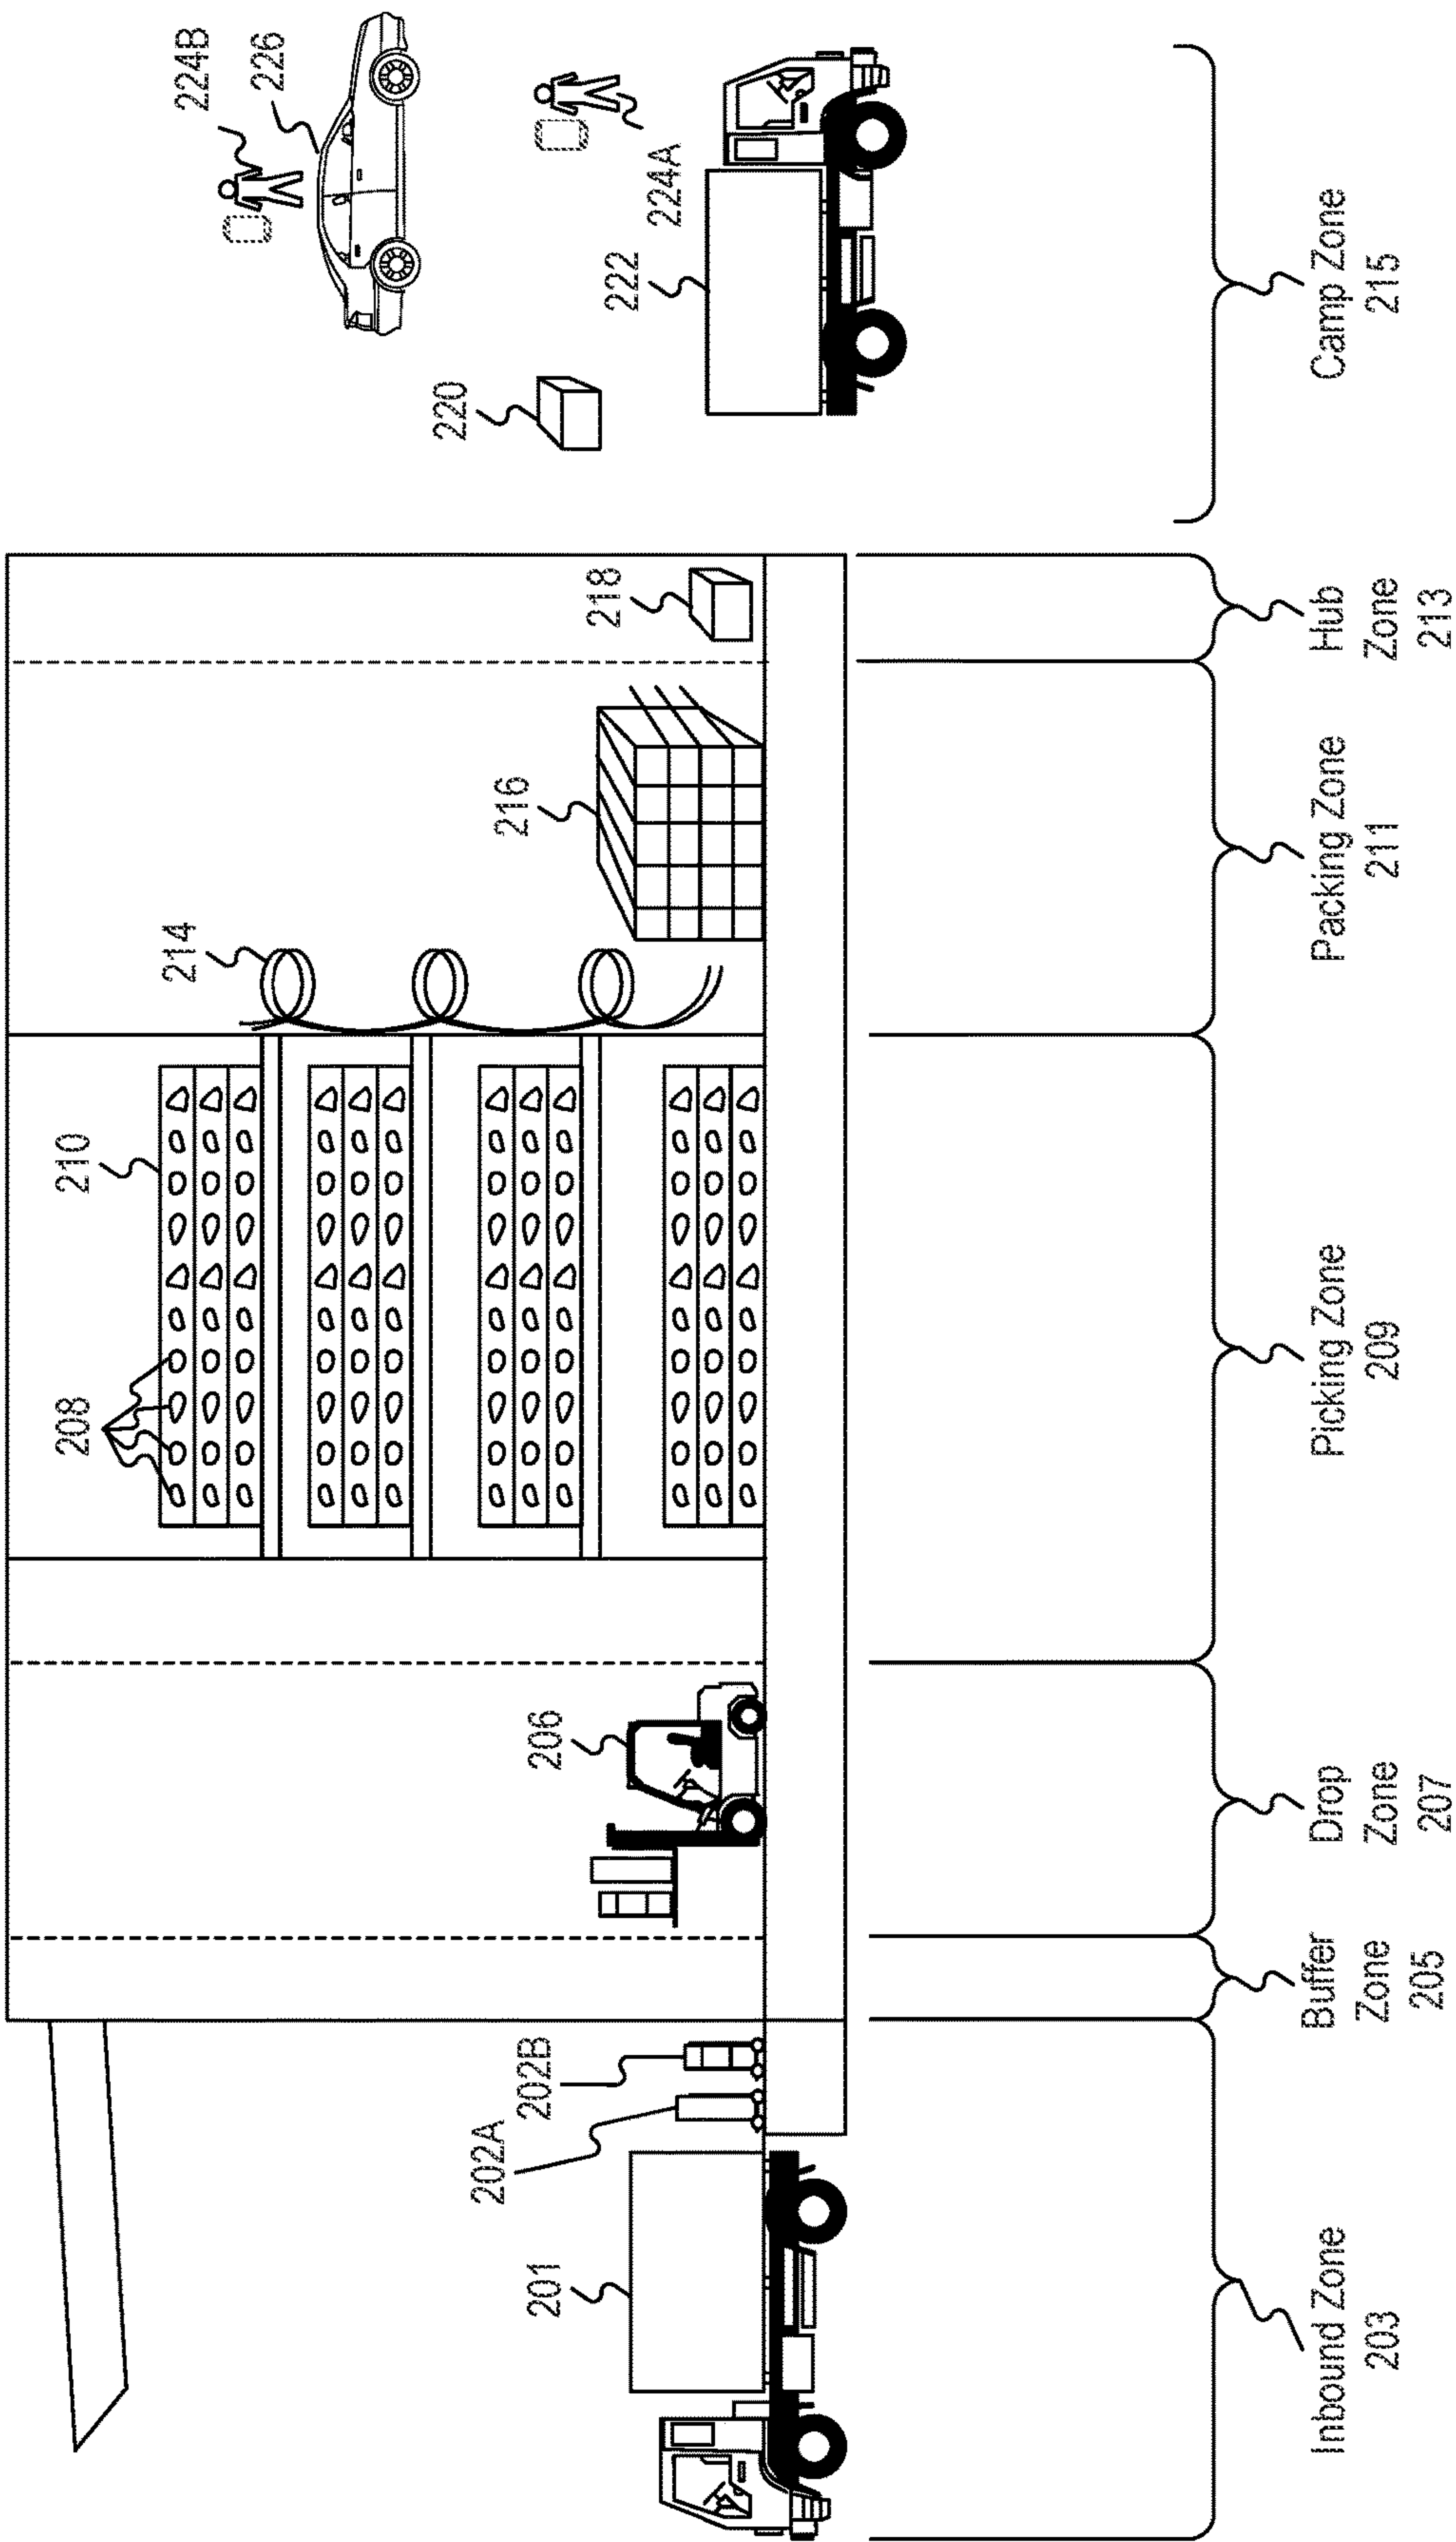 208
210
214
224B
226
201
202A
202B
206
216
218
220
222
224A
Inbound Zone
203
Buffer
Zone
205
Drop
Zone
207
Picking Zone
209
Packing Zone
211
Hub
Zone
213
Camp Zone
215